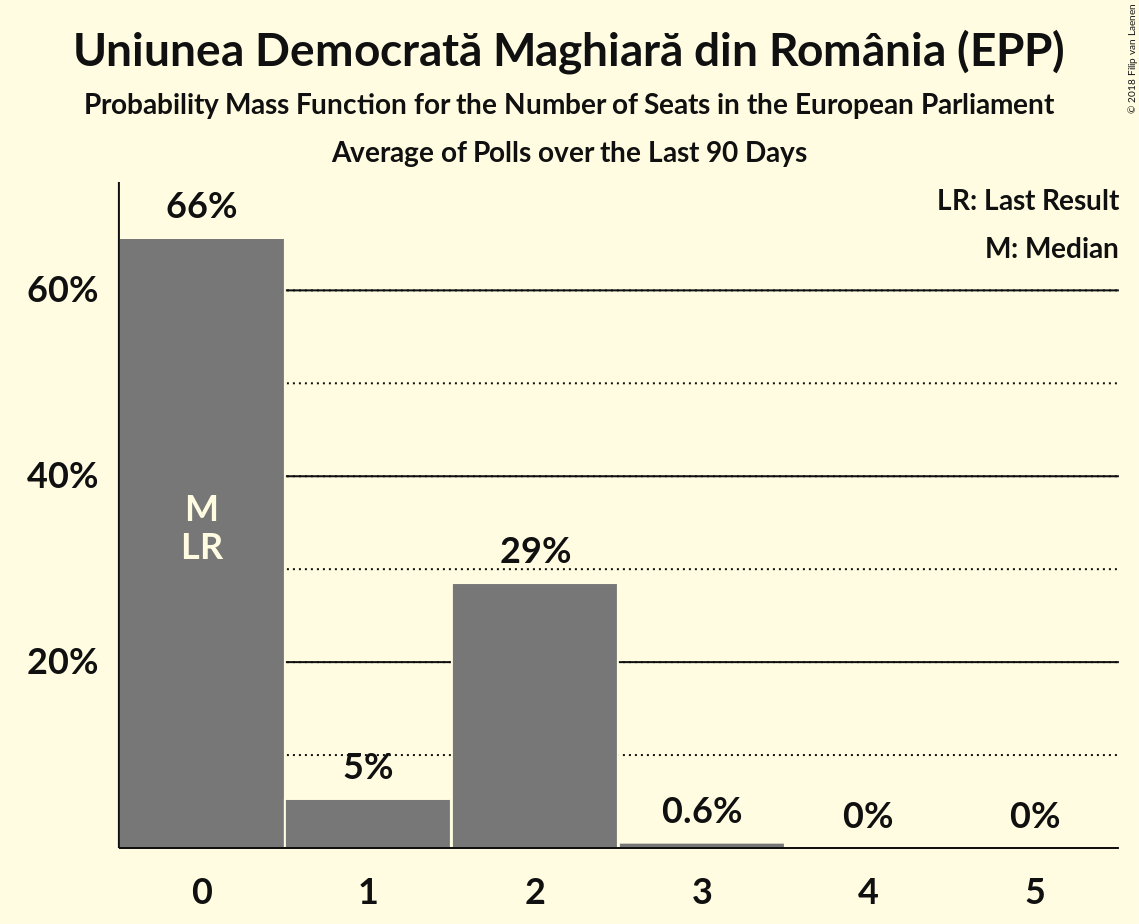 Uniunea Democrată Maghiară din România (EPP)
Probability Mass Function for the Number of Seats in the European Parliament
Average of Polls over the Last 90 Days
© 2018 Filip van Laenen
LR: Last Result
M: Median
66%
60%
40%
20%
M
LR
5%
29%
0.6%
0%
0%
0
1
2
3
4
5